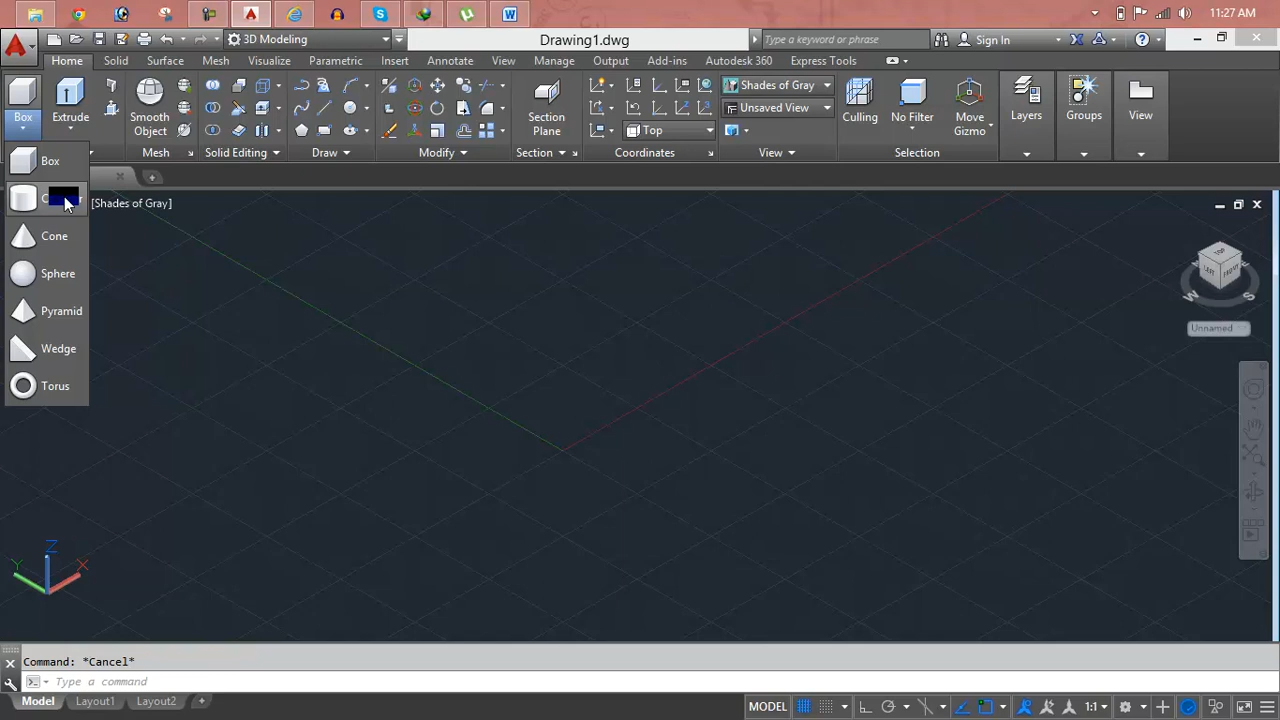 11:27 AM
3D Modeling
Drawing1.dwg
Type a keyword or phrase
Sign In
Home Solid Surface Mesh Visualize Parametric Insert Annotate View Manage Output Add-ins Autodesk 360 Express Tools
Box
Extrude
Smooth
Object
Section
Plane
Shades of Gray
Unsaved View
Top
Culling
No Filter
Move
Gizmo
Layers
Groups
View
Mesh
Solid Editing
Draw
Modify
Section
Coordinates
View
Selection
Box
Cone
Sphere
Pyramid
Wedge
Torus
[Shades of Gray]
TOP
LEFT
FRONT
W
S
Unnamed
Z
Y
X
Command: *Cancel*
Type a command
Model Layout1 Layout2
MODEL
1:1